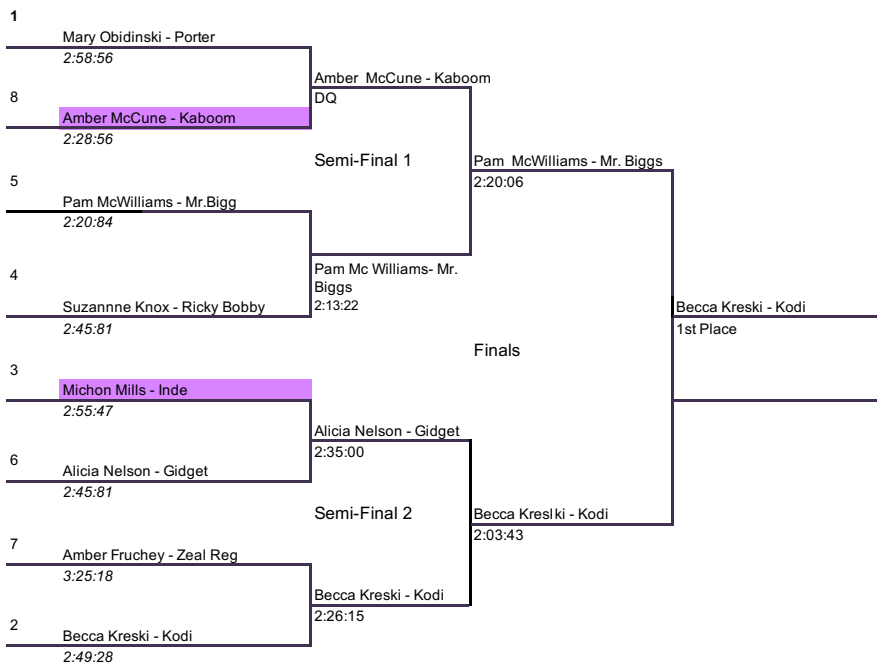 1
Mary Obidinski - Porter
2:58:56
Amber  McCune - Kaboom
DQ
8
Amber McCune - Kaboom
2:28:56
Semi-Final 1
Pam  McWilliams - Mr. Biggs
2:20:06
5
Pam McWilliams - Mr.Bigg
2:20:84
4
Pam Mc Williams- Mr.
Biggs
2:13:22
Suzannne Knox - Ricky Bobby
2:45:81
Becca Kreski - Kodi
1st Place
Finals
3
Michon Mills - Inde
2:55:47
Alicia Nelson - Gidget
2:35:00
6
Alicia Nelson - Gidget
2:45:81
Semi-Final 2
Becca Kreslki - Kodi
2:03:43
7
Amber Fruchey - Zeal Reg
3:25:18
Becca Kreski - Kodi
2:26:15
2
Becca Kreski - Kodi
2:49:28